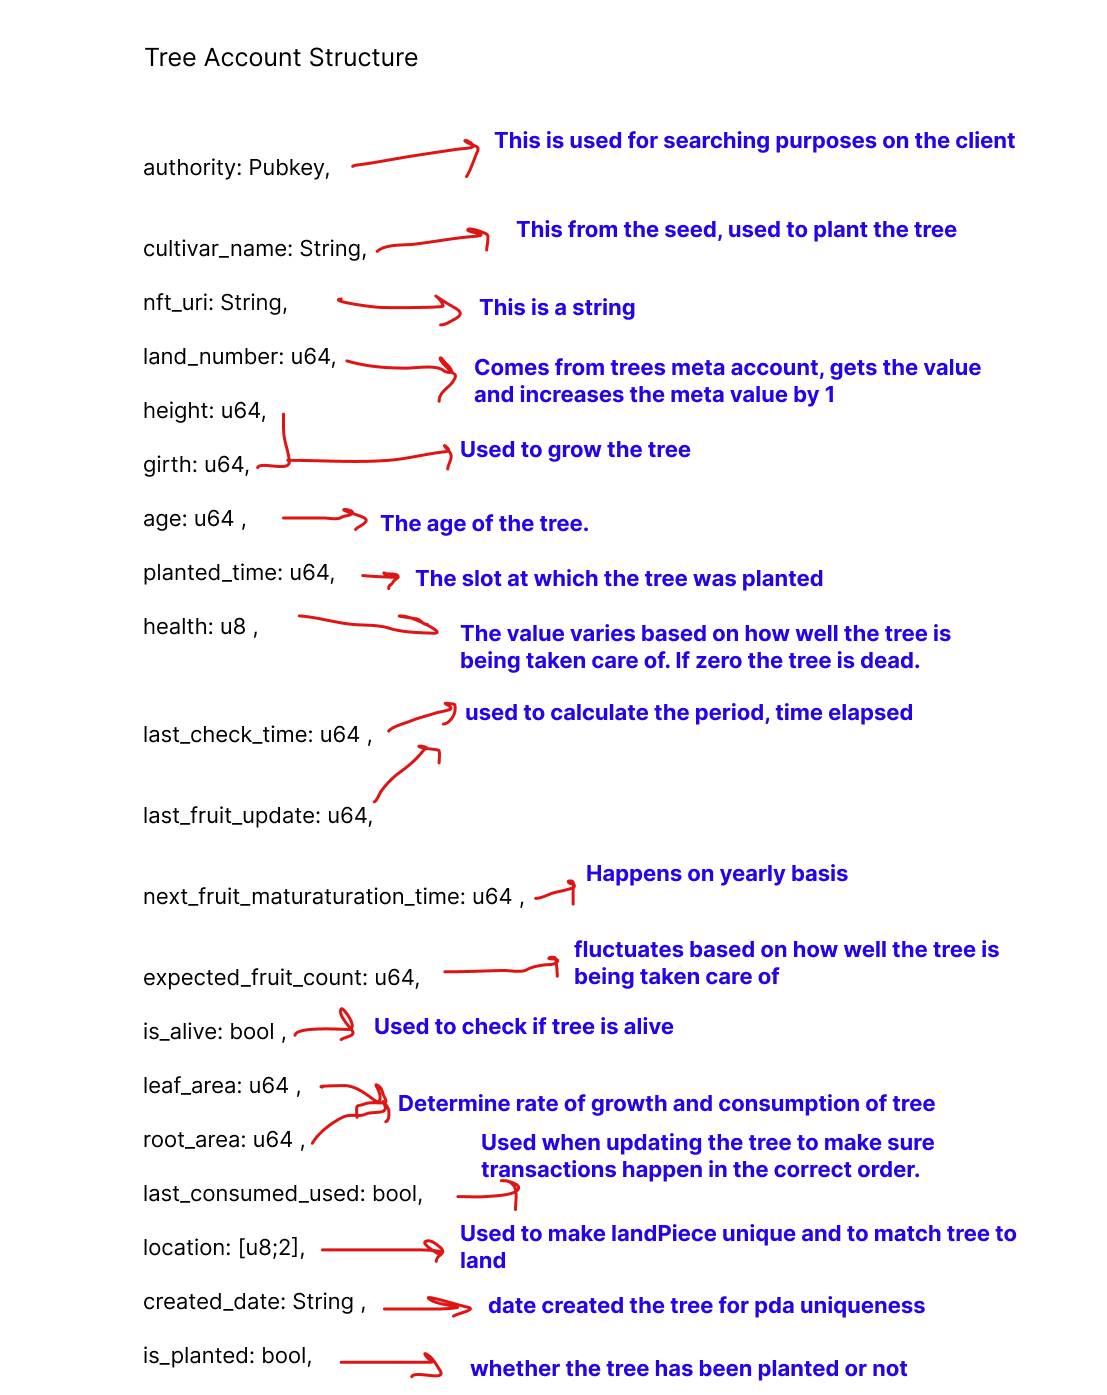 Tree Account Structure
This is used for searching purposes on the client
authority: Pubkey,
This from the seed, used to plant the tree
cultivar_name: String,
nft_uri: String,
This is a string
land_number: u64,
Comes from trees meta account, gets the value
and increases the meta value by 1
height: u64,
Used to grow the tree
girth: u64,
age: u64 ,
The age of the tree.
planted_time: u64,
The slot at which the tree was planted
health: u8 ,
The value varies based on how well the tree is
being taken care of. If zero the tree is dead.
used to calculate the period, time elapsed
last_check_time: u64 ,
last_fruit_update: u64,
Happens on yearly basis
next_fruit_maturaturation_time: u64 ,
fluctuates based on how well the tree is
being taken care of
expected_fruit_count: u64,
is_alive: bool ,
Used to check if tree is alive
leaf_area: u64 ,
Determine rate of growth and consumption of tree
root_area: u64 ,
Used when updating the tree to make sure
transactions happen in the correct order.
last_consumed_used: bool,
Used to make landPiece unique and to match tree to
land
location: [u8;2],
created_date: String ,
date created the tree for pda uniqueness
is_planted: bool,
whether the tree has been planted or not